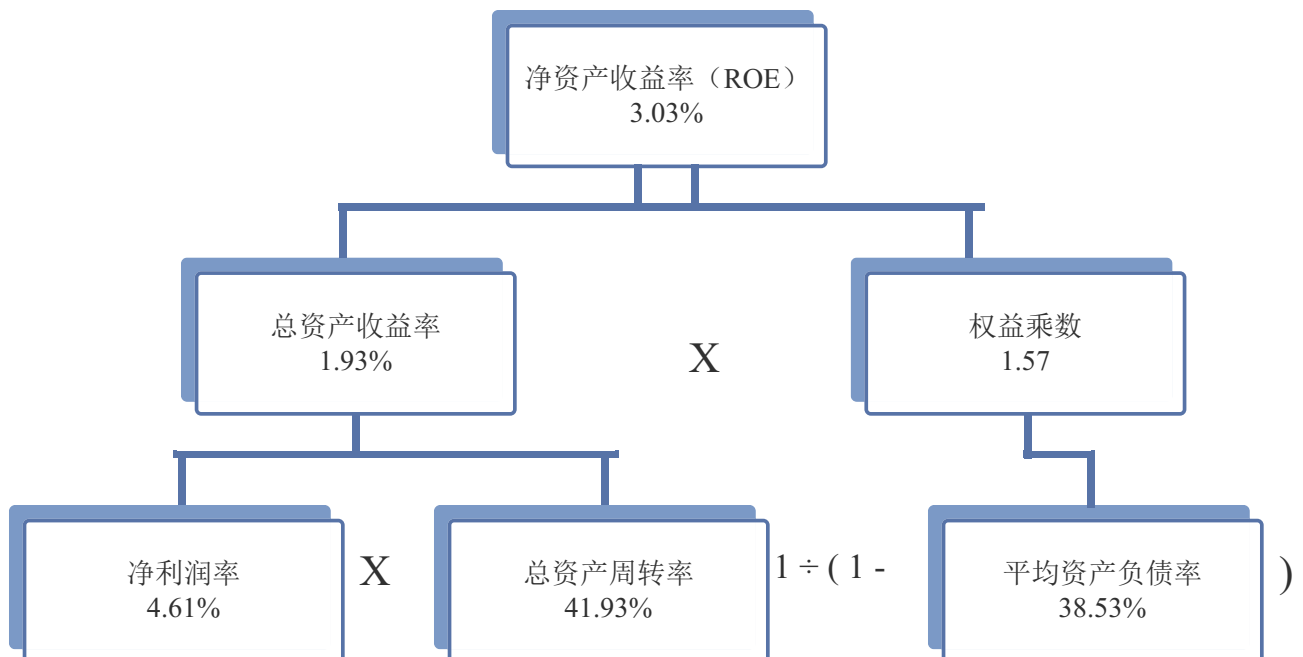 净资产收益率（ROE）
3.03%
总资产收益率
1.93%
X
权益乘数
1.57
净利润率
4.61%
X
总资产周转率
41.93%
1 ÷ ( 1 -
平均资产负债率
38.53%
)